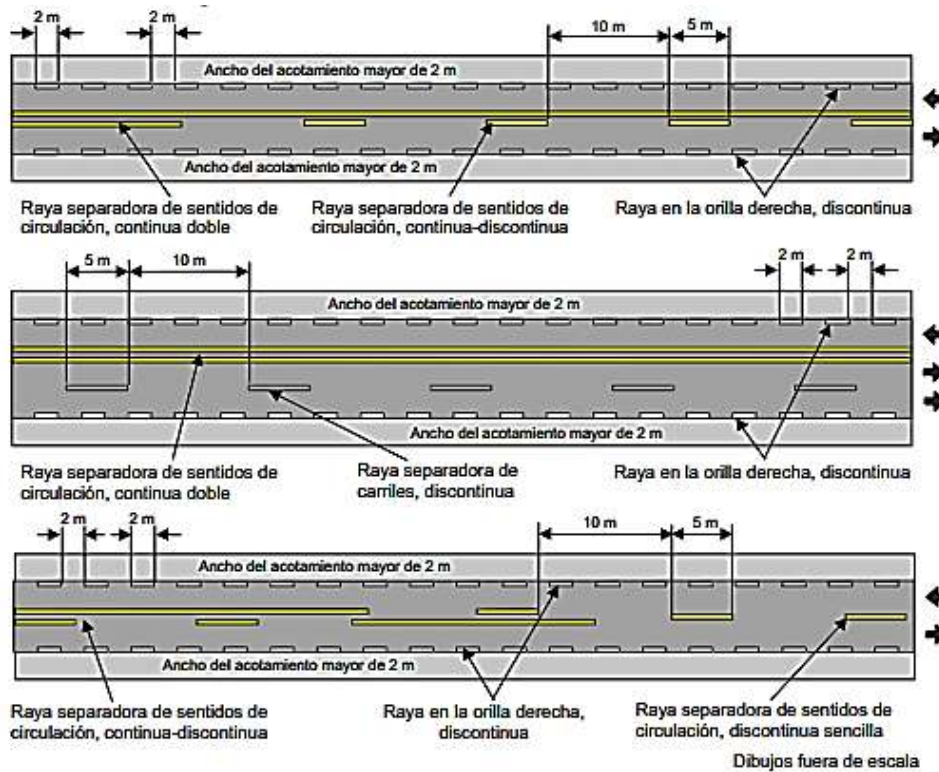 2 m
2 m
10 m
5 m
Ancho del acotamiento mayor de 2 m
Ancho del acotamiento mayor de 2 m
Raya separadora de sentidos de
circulación, continua doble
Raya separadora de sentidos de
circulación, continua-discontinua
Raya en la orilla derecha, discontinua
5 m
10 m
2 m
2 m
Ancho del acotamiento mayor de 2 m
Ancho del acotamiento mayor de 2 m
Raya separadora de sentidos de
circulación, continua doble
Raya separadora de
carriles, discontinua
Raya en la orilla derecha, discontinua
2 m
2 m
10 m
5 m
Ancho del acotamiento mayor de 2 m
Ancho del acotamiento mayor de 2 m
Raya separadora de sentidos de
circulación, continua-discontinua
Raya en la orilla derecha,
discontinua
Raya separadora de sentidos de
circulación, discontinua sencilla
Dibujos fuera de escala